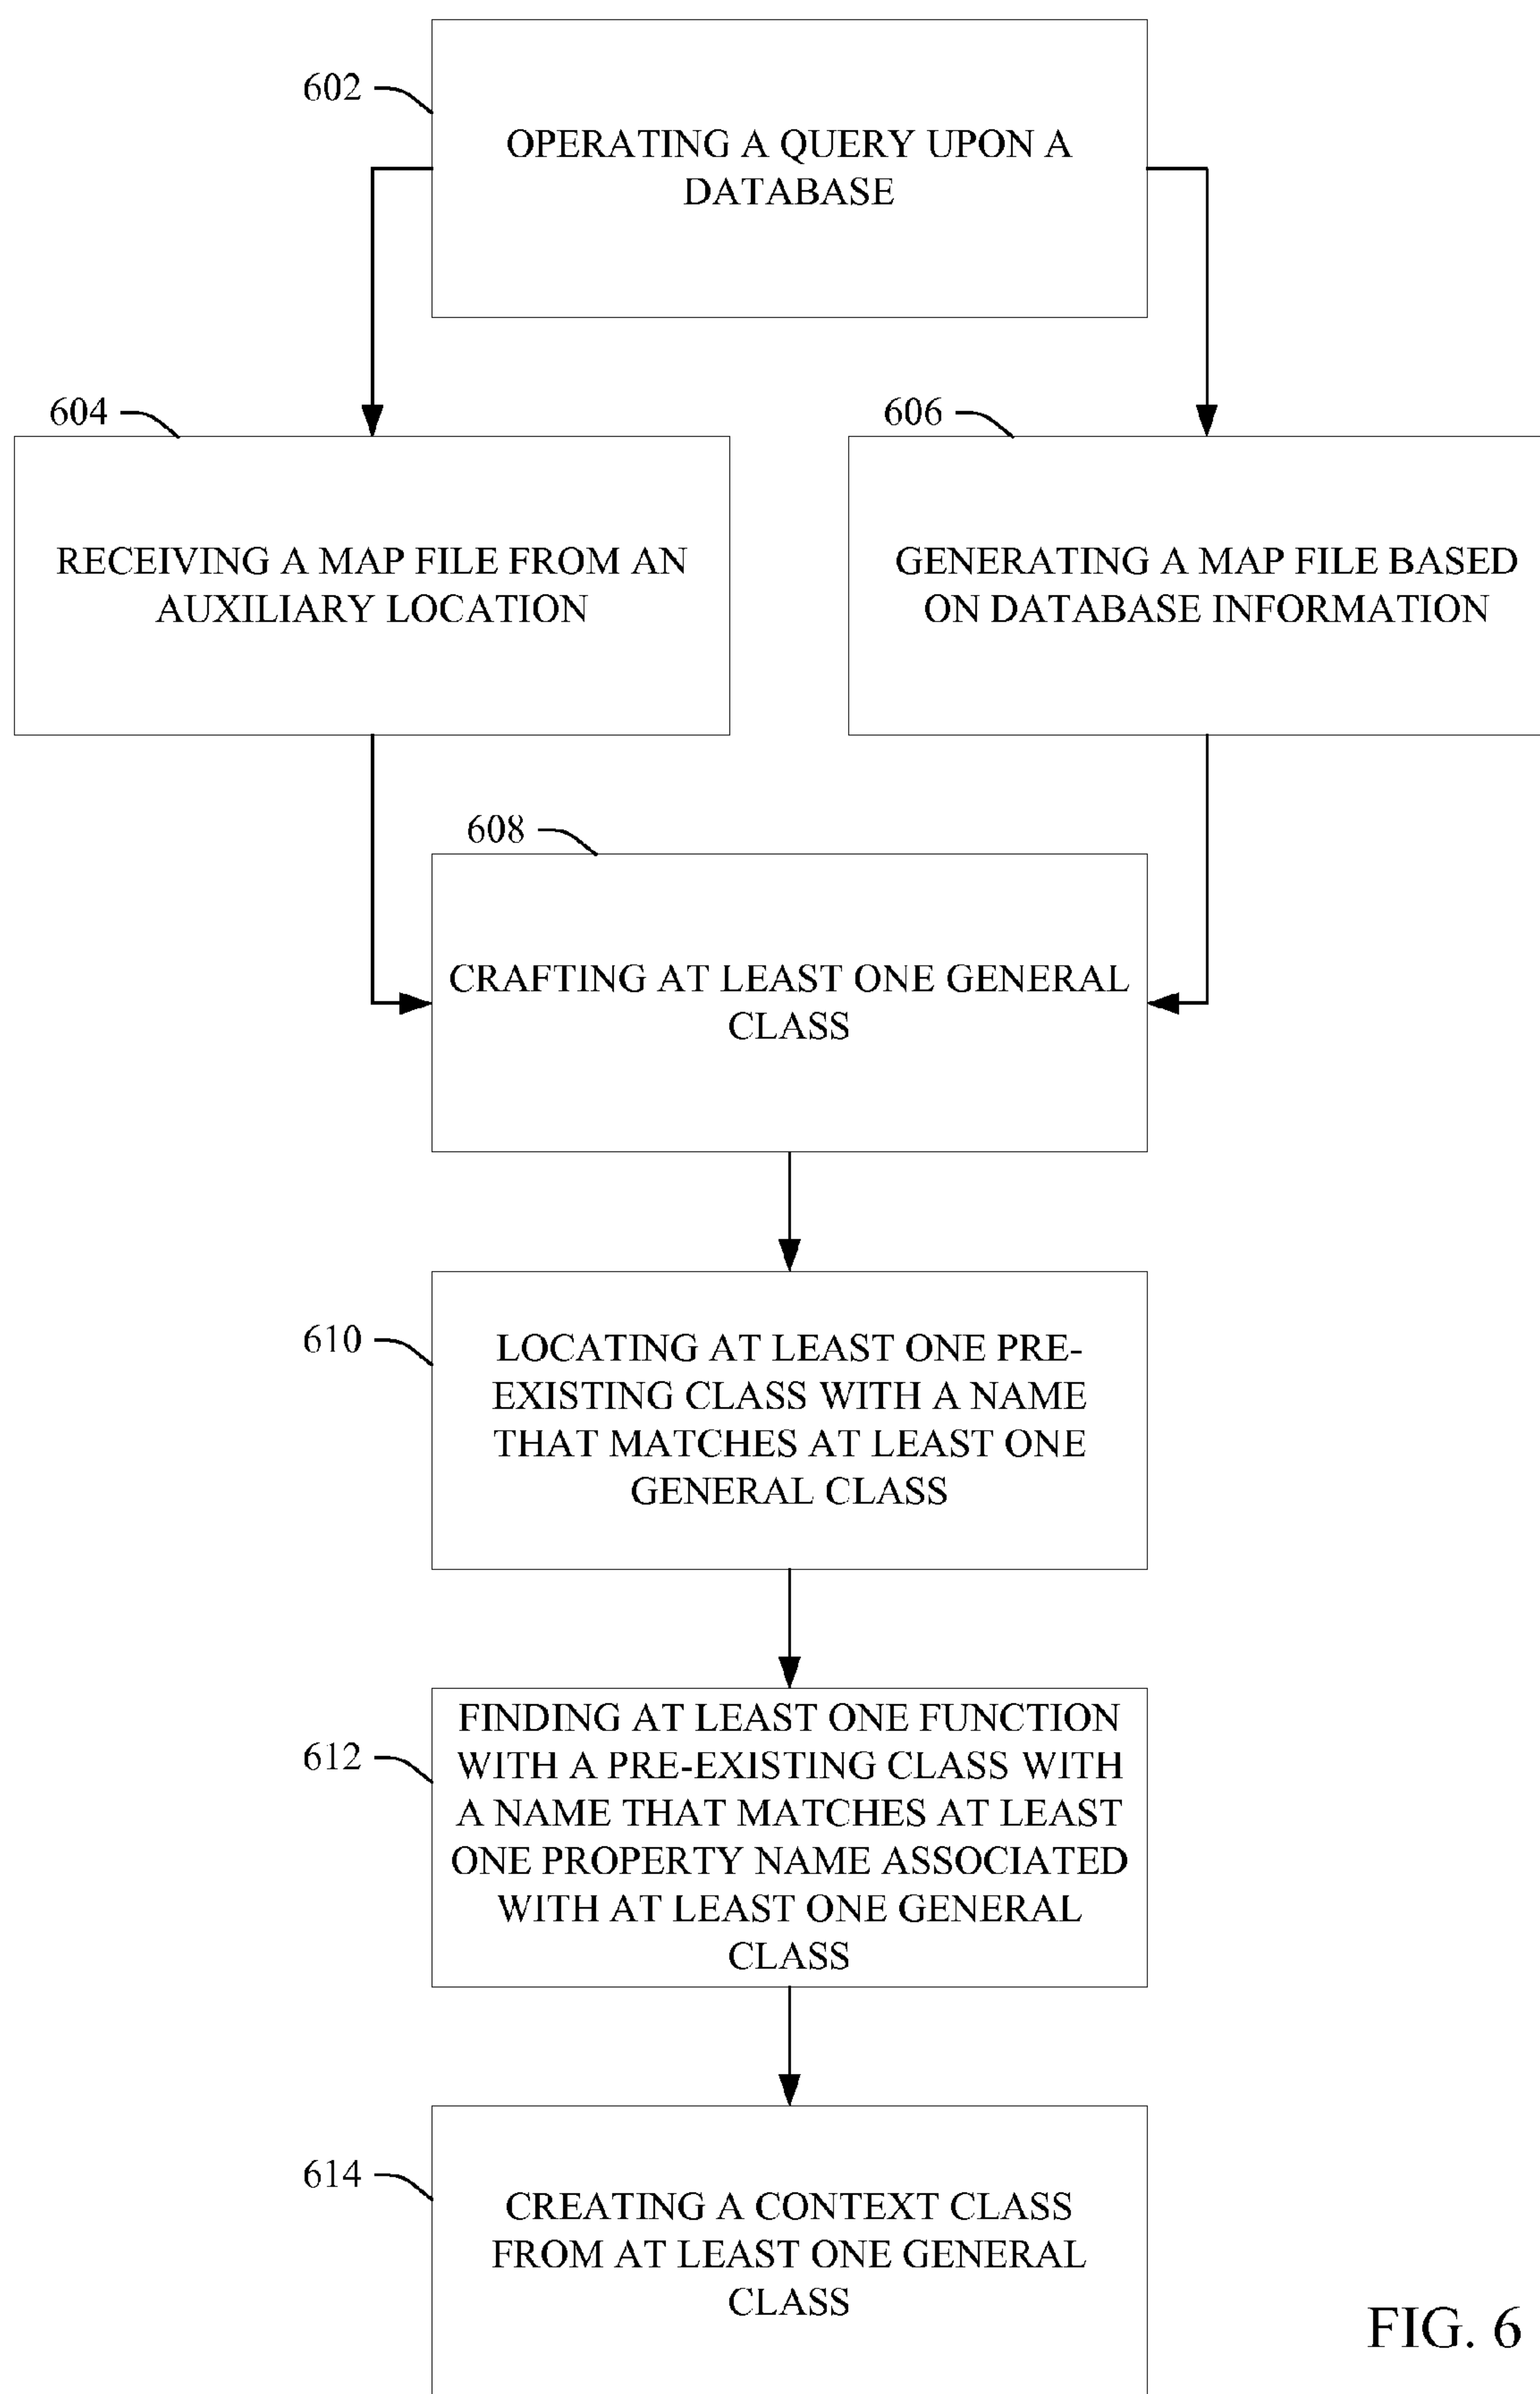 602
OPERATING A QUERY UPON A
DATABASE
604
RECEIVING A MAP FILE FROM AN
AUXILIARY LOCATION
606
GENERATING A MAP FILE BASED
ON DATABASE INFORMATION
608
CRAFTING AT LEAST ONE GENERAL
CLASS
610
LOCATING AT LEAST ONE PRE-
EXISTING CLASS WITH A NAME
THAT MATCHES AT LEAST ONE
GENERAL CLASS
612
FINDING AT LEAST ONE FUNCTION
WITH A PRE-EXISTING CLASS WITH
A NAME THAT MATCHES AT LEAST
ONE PROPERTY NAME ASSOCIATED
WITH AT LEAST ONE GENERAL
CLASS
614
CREATING A CONTEXT CLASS
FROM AT LEAST ONE GENERAL
CLASS
FIG. 6